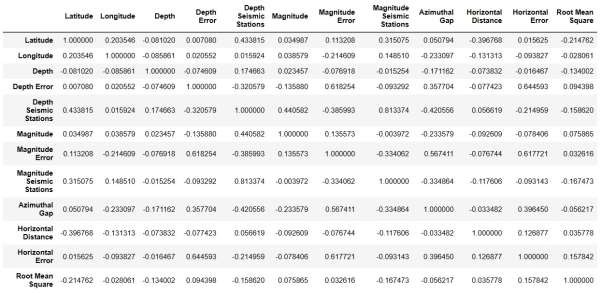 Latitude Longitude Depth Depth Error Depth Seismic Stations Magnitude Magnitude Error Magnitude Seismic Stations Azimuthal Gap Horizontal Distance Horizontal Error Root Mean Square
Latitude 1.000000 0.203546 -0.081020 0.007080 0.433815 0.034987 0.113208 0.315075 0.050794 -0.396768 0.015625 -0.214762
Longitude 0.203546 1.000000 -0.085861 0.020552 0.015924 0.038579 -0.214609 0.148510 -0.233097 -0.131313 -0.093827 -0.028061
Depth -0.081020 -0.085861 1.000000 -0.074609 0.174663 0.023457 -0.076918 -0.015254 -0.171162 -0.073832 -0.016467 -0.134002
Depth Error 0.007080 0.020552 -0.074609 1.000000 -0.320579 -0.135880 0.618254 -0.093292 0.357704 -0.077423 0.644593 0.094398
Depth Seismic Stations 0.433815 0.015924 0.174663 -0.320579 1.000000 0.440582 -0.385993 0.813374 -0.420556 0.056619 -0.214959 -0.158620
Magnitude 0.034987 0.038579 0.023457 -0.135880 0.440582 1.000000 0.135573 -0.003972 -0.233579 -0.092609 -0.078406 0.075865
Magnitude Error 0.113208 -0.214609 -0.076918 0.618254 -0.385993 0.135573 1.000000 -0.334062 0.567411 -0.076744 0.617721 0.032616
Magnitude Seismic Stations 0.315075 0.148510 -0.015254 -0.093292 0.813374 -0.003972 -0.334062 1.000000 -0.334864 -0.117606 -0.093143 -0.167473
Azimuthal Gap 0.050794 -0.233097 -0.171162 0.357704 -0.420556 -0.233579 0.567411 -0.334864 1.000000 -0.033482 0.396450 -0.056217
Horizontal Distance -0.396768 -0.131313 -0.073832 -0.077423 0.056619 -0.092609 -0.076744 -0.117606 -0.033482 1.000000 0.126877 0.035778
Horizontal Error 0.015625 -0.093827 -0.016467 0.644593 -0.214959 -0.078406 0.617721 -0.093143 0.396450 0.126877 1.000000 0.157842
Root Mean Square -0.214762 -0.028061 -0.134002 0.094398 -0.158620 0.075865 0.032616 -0.167473 -0.056217 0.035778 0.157842 1.000000